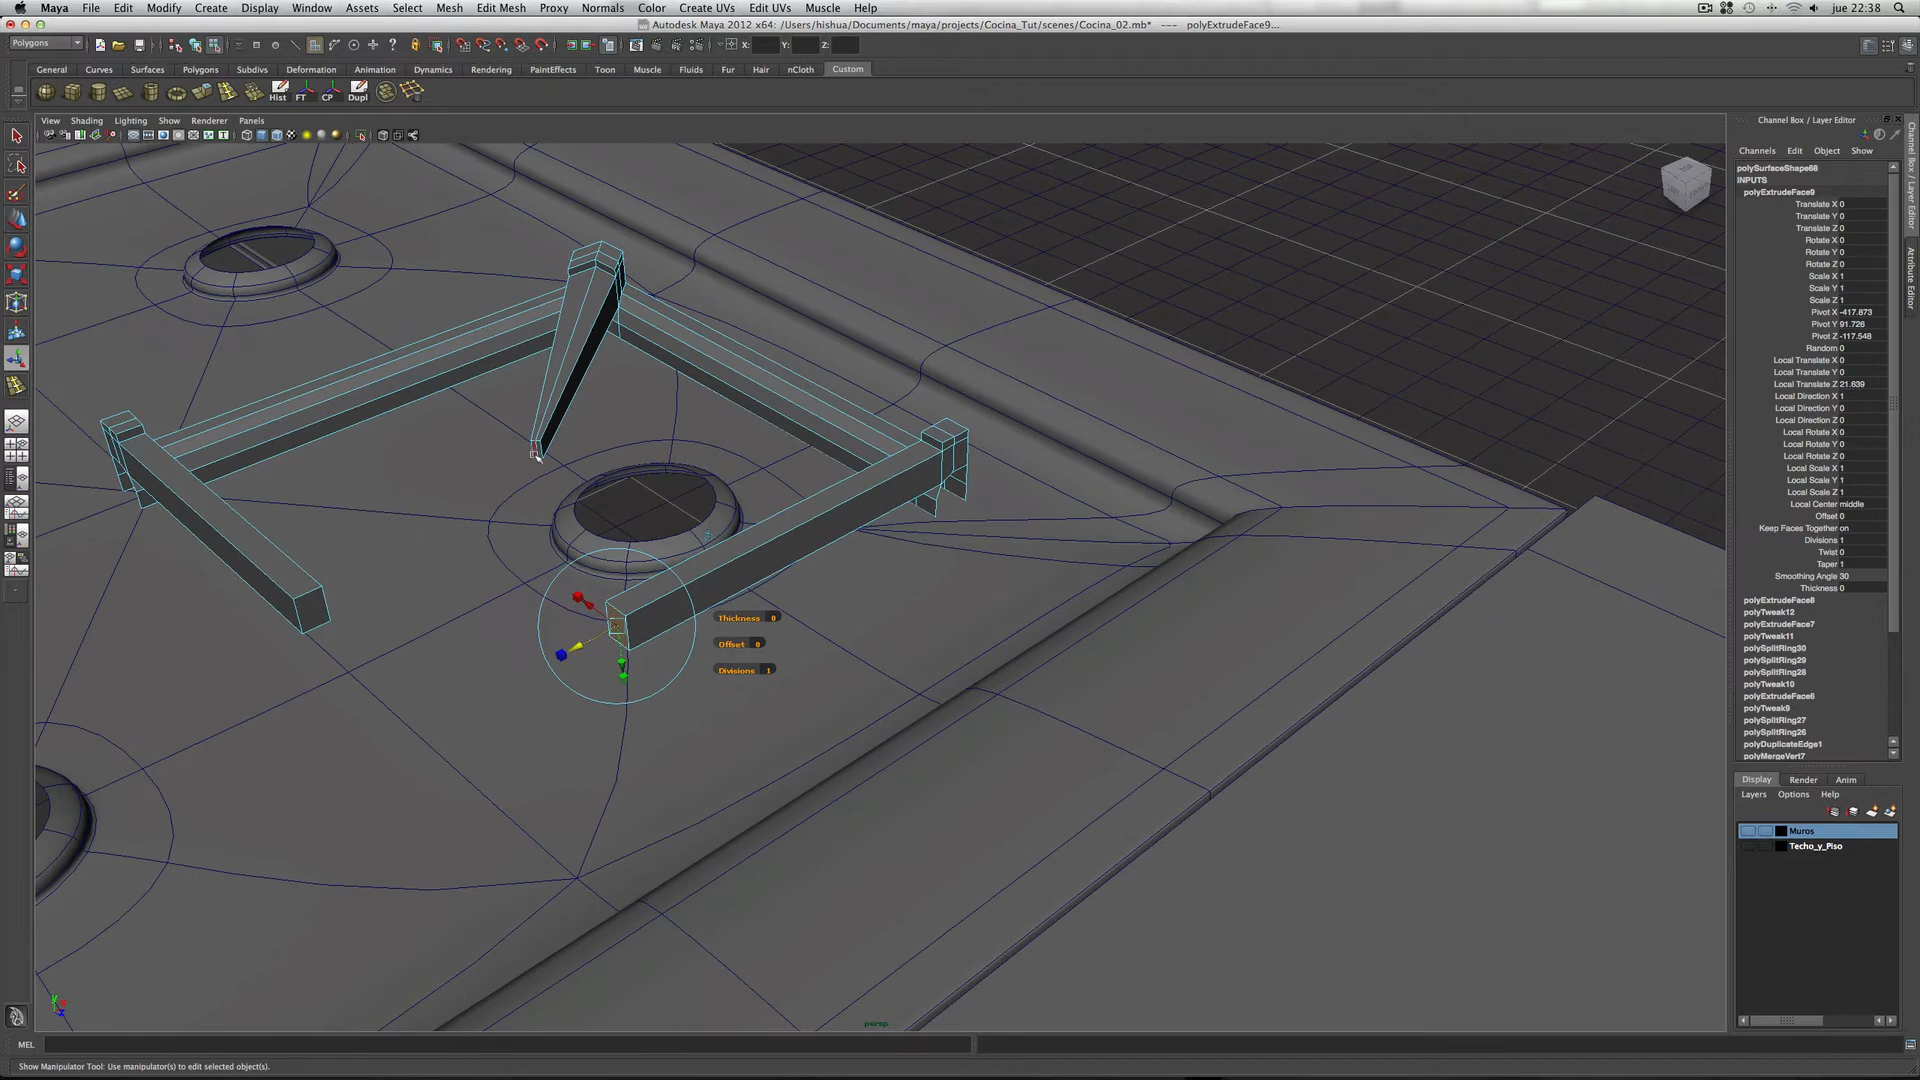 Maya File Edit Modify Create Display Window Assets Select Mesh Edit Mesh Proxy Normals Color Create UVs Edit UVs Muscle Help jue 22:38
Autodesk Maya 2012 x64: /Users/hishua/Documents/maya/projects/Cocina_Tut/scenes/Cocina_02.mb* --- polyExtrudeFace9...
Polygons X: Y: Z:
General Curves Surfaces Polygons Subdivs Deformation Animation Dynamics Rendering PaintEffects Toon Muscle Fluids Fur Hair nCloth Custom
Hist FT CP Dupl
View Shading Lighting Show Renderer Panels
Channel Box / Layer Editor
Channels Edit Object Show
polySurfaceShape68
INPUTS
polyExtrudeFace9
Translate X 0
Translate Y 0
Translate Z 0
Rotate X 0
Rotate Y 0
Rotate Z 0
Scale X 1
Scale Y 1
Scale Z 1
Pivot X -417.873
Pivot Y 91.726
Pivot Z -117.548
Random 0
Local Translate X 0
Local Translate Y 0
Local Translate Z 21.639
Local Direction X 1
Local Direction Y 0
Local Direction Z 0
Local Rotate X 0
Local Rotate Y 0
Local Rotate Z 0
Local Scale X 1
Local Scale Y 1
Local Scale Z 1
Local Center middle
Offset 0
Keep Faces Together on
Divisions 1
Twist 0
Taper 1
Smoothing Angle 30
Thickness 0
polyExtrudeFace8
polyTweak12
polyExtrudeFace7
polyTweak11
polySplitRing30
polySplitRing29
polySplitRing28
polyTweak10
polyExtrudeFace6
polyTweak9
polySplitRing27
polySplitRing26
polyDuplicateEdge1
polyMergeVert7
Display Render Anim
Layers Options Help
Muros
Techo_y_Piso
Channel Box / Layer Editor
Attribute Editor
Thickness 0
Offset 0
Divisions 1
persp
MEL
Show Manipulator Tool: Use manipulator(s) to edit selected object(s).